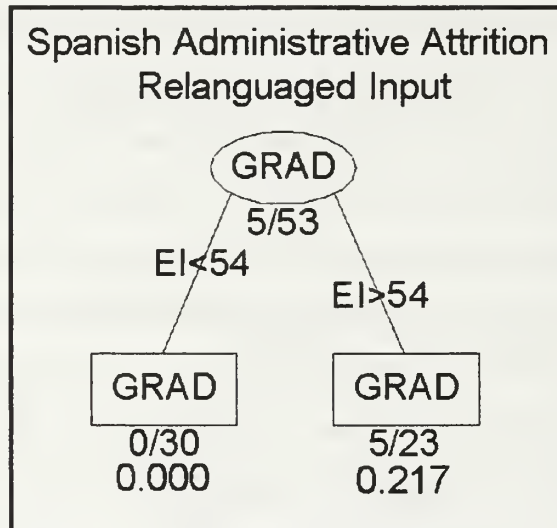 Spanish Administrative Attrition
Relanguaged Input
GRAD
5/53
EI<54
EI>54
GRAD
GRAD
0/30
5/23
0.000
0.217